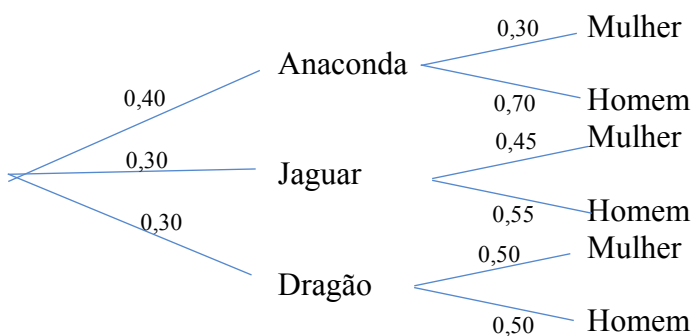 0,30 Mulher
Anaconda
0,40
0,70 Homem
0,45 Mulher
0,30
Jaguar
0,55 Homem
0,30
0,50 Mulher
Dragão
0,50 Homem